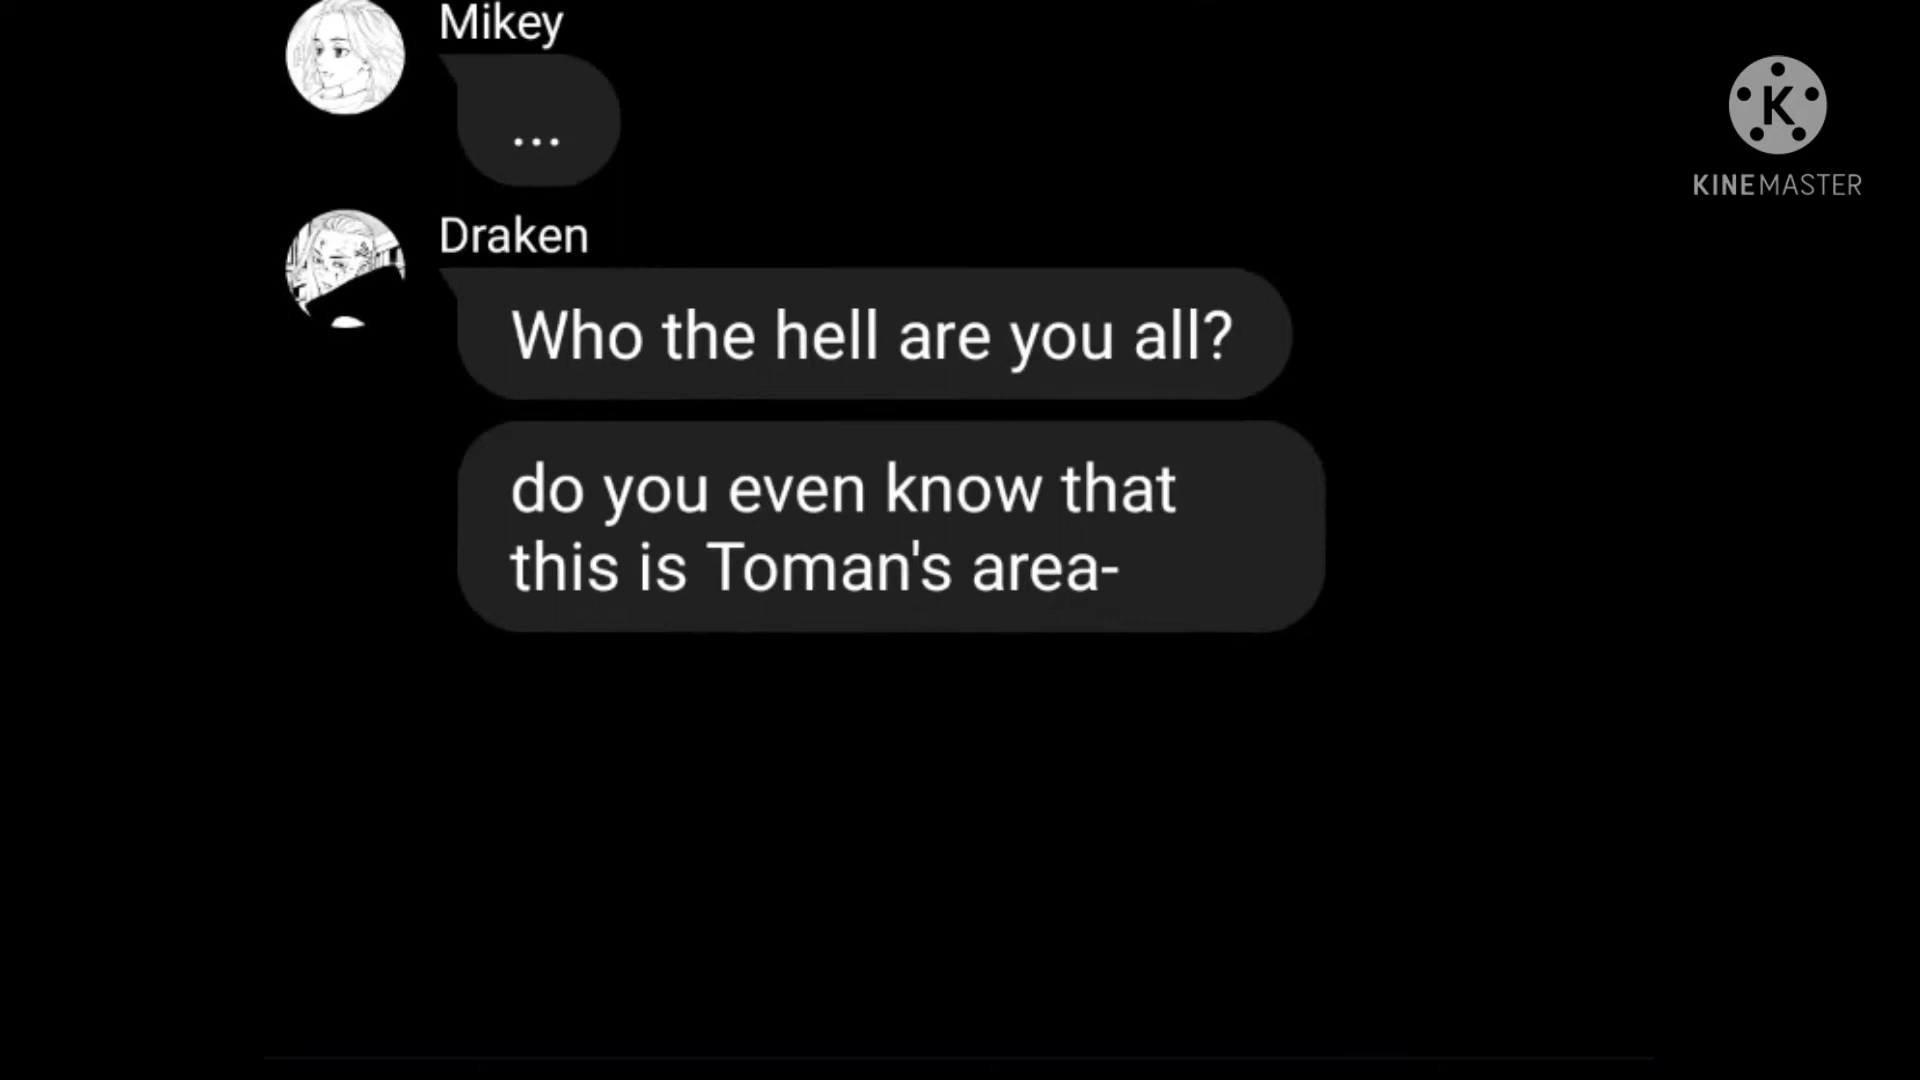 Mikey
...
Draken
Who the hell are you all?
do you even know that
this is Toman's area-
K
KINEMASTER